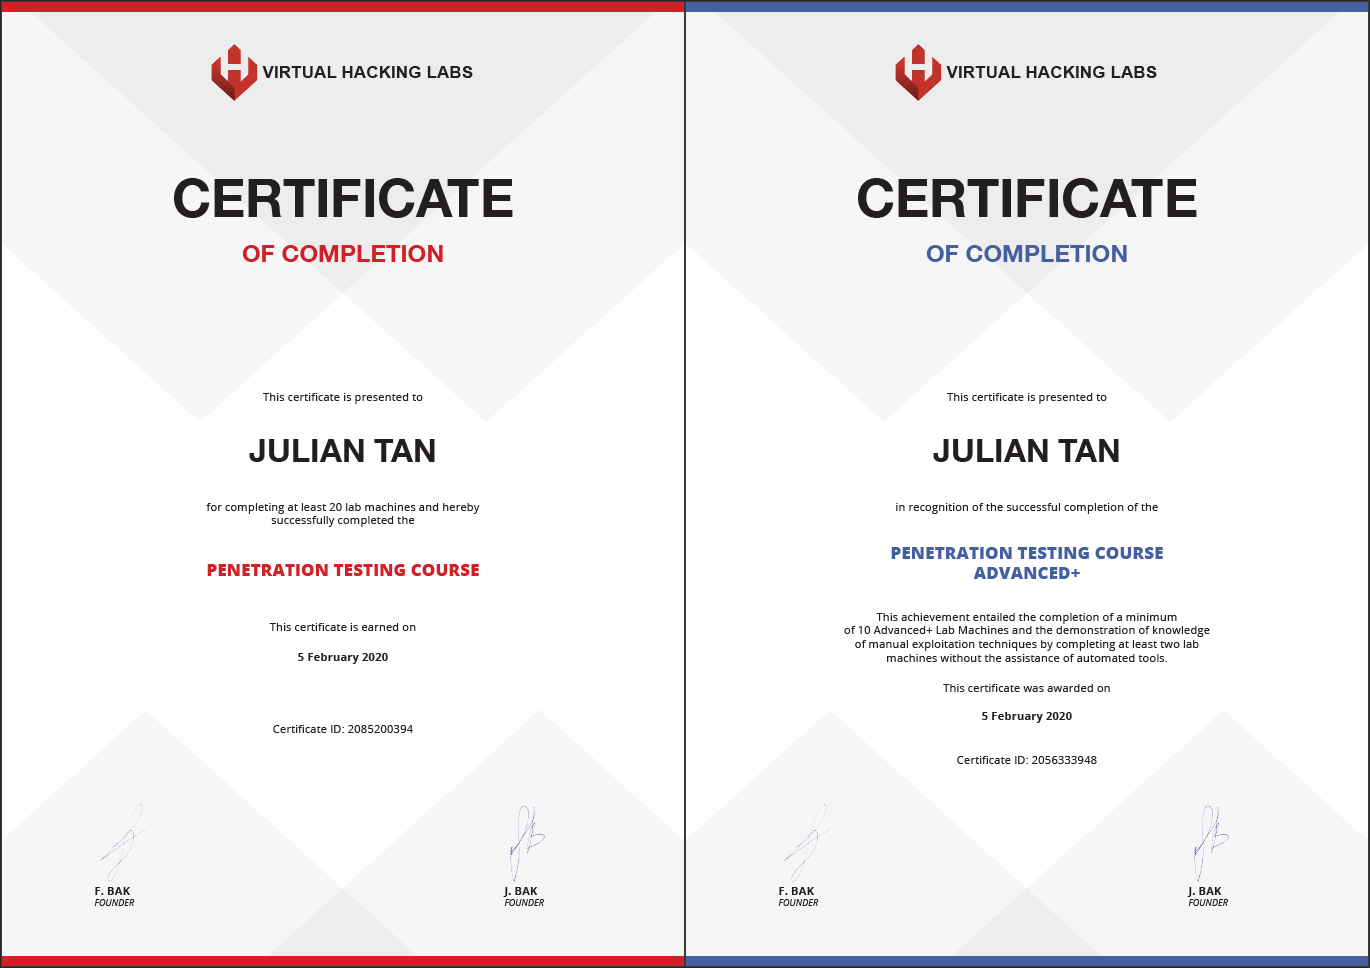 VIRTUAL HACKING LABS
CERTIFICATE
OF COMPLETION
This certificate is presented to
JULIAN TAN
for completing at least 20 lab machines and hereby
successfully completed the
PENETRATION TESTING COURSE
This certificate is earned on
5 February 2020
Certificate ID: 2085200394
F. BAK
FOUNDER
J. BAK
FOUNDER
VIRTUAL HACKING LABS
CERTIFICATE
OF COMPLETION
This certificate is presented to
JULIAN TAN
in recognition of the successful completion of the
PENETRATION TESTING COURSE
ADVANCED+
This achievement entailed the completion of a minimum
of 10 Advanced+ Lab Machines and the demonstration of knowledge
of manual exploitation techniques by completing at least two lab
machines without the assistance of automated tools.
This certificate was awarded on
5 February 2020
Certificate ID: 2056333948
F. BAK
FOUNDER
J. BAK
FOUNDER